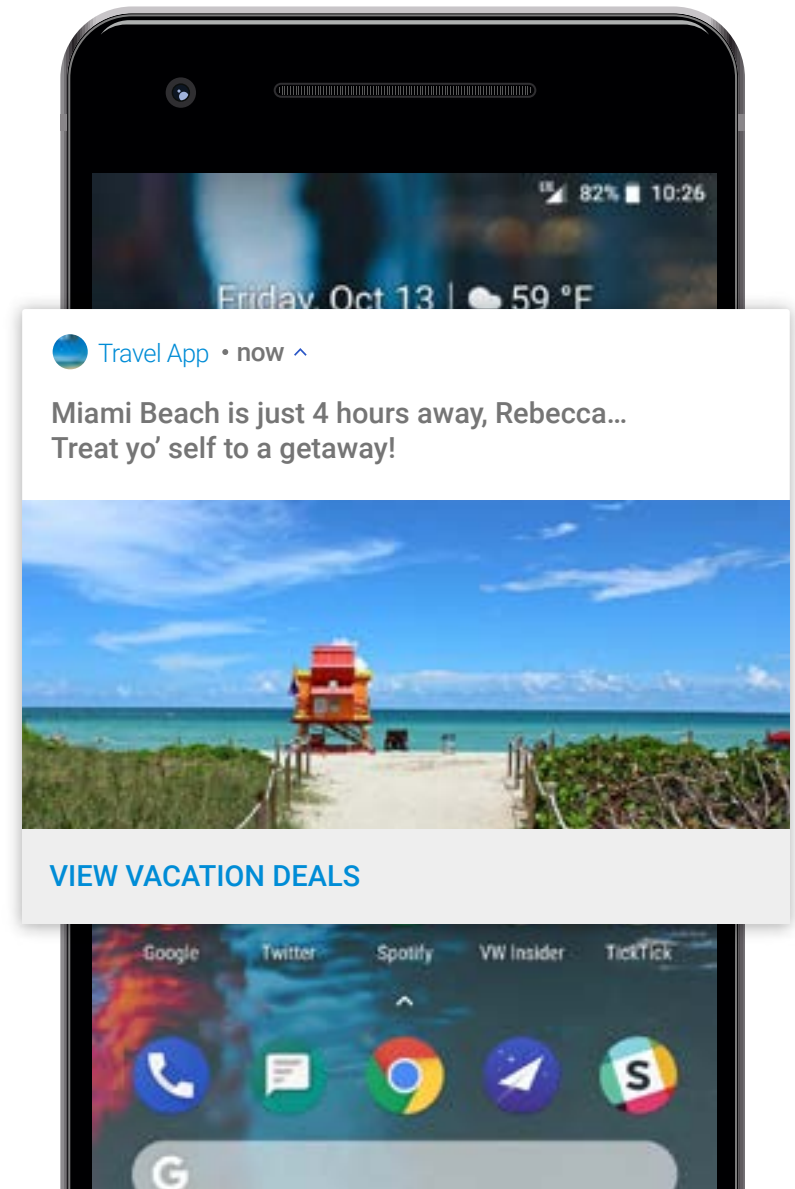 LTE 82% 10:26
Friday, Oct 13 | 59 °F
Travel App • now
Miami Beach is just 4 hours away, Rebecca…
Treat yo’ self to a getaway!
VIEW VACATION DEALS
Google Twitter Spotify VW Insider TickTick
S
G